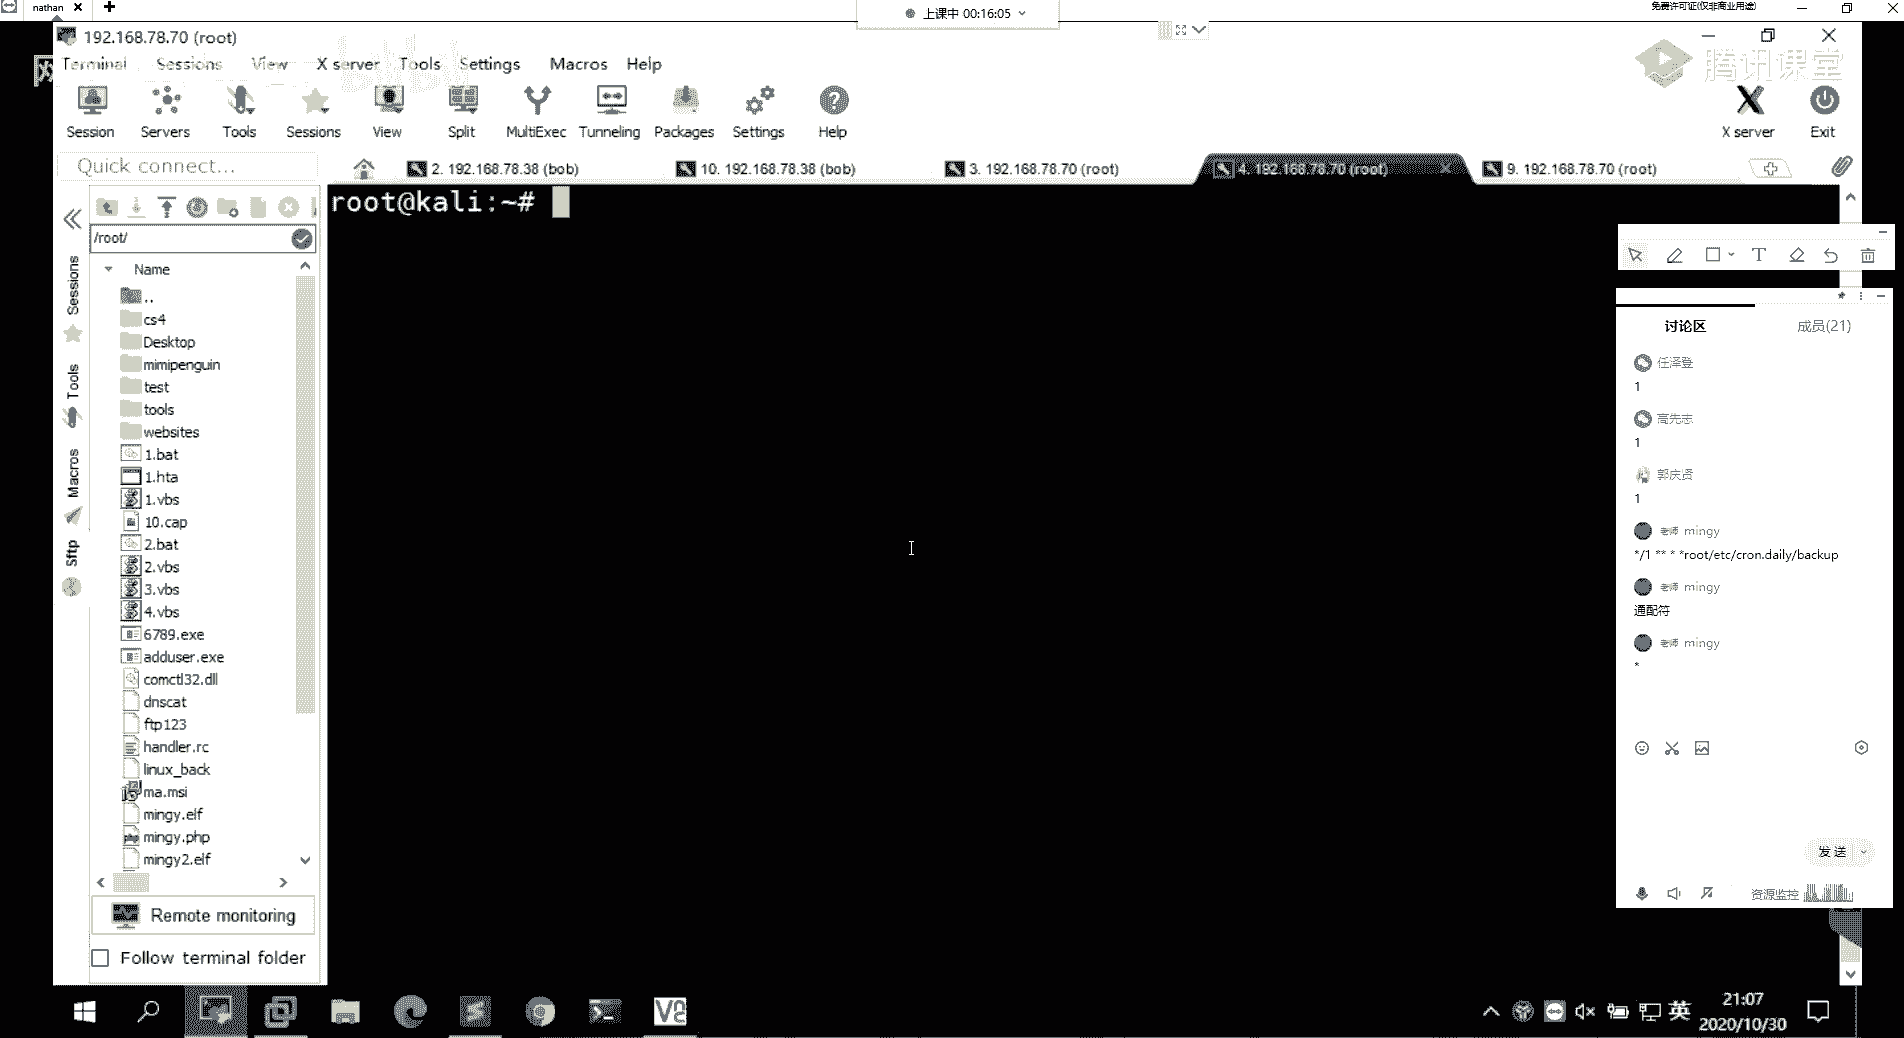 nathan
上课中 00:16:05
免费许可证(仅非商业用途)
192.168.78.70 (root)
Terminal Sessions View X server Tools Settings Macros Help
腾讯课堂
Session Servers Tools Sessions View Split MultiExec Tunneling Packages Settings Help
X server Exit
Quick connect...
2. 192.168.78.38 (bob)
10. 192.168.78.38 (bob)
3. 192.168.78.70 (root)
4. 192.168.78.70 (root)
9. 192.168.78.70 (root)
root@kali:~#
/root/
Name
..
cs4
Desktop
mimipenguin
test
tools
websites
1.bat
1.hta
1.vbs
10.cap
2.bat
2.vbs
3.vbs
4.vbs
6789.exe
adduser.exe
comctl32.dll
dnscat
ftp123
handler.rc
linux_back
ma.msi
mingy.elf
mingy.php
mingy2.elf
Sessions
Tools
Macros
Sftp
Remote monitoring
Follow terminal folder
讨论区 成员(21)
任泽登
1
高先志
1
郭庆贤
1
老师 mingy
*/1 ** * *root/etc/cron.daily/backup
老师 mingy
通配符
老师 mingy
*
发送
资源监控
英
21:07
2020/10/30